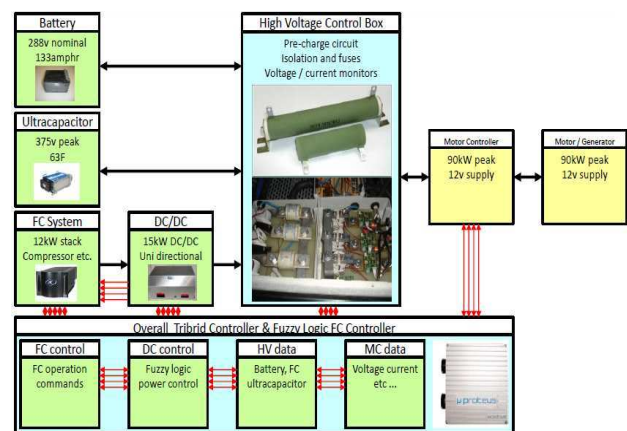 Battery
288v nominal
133amphr
High Voltage Control Box
Pre-charge circuit
Isolation and fuses
Voltage / current monitors
Ultracapacitor
375v peak
63F
Motor Controller
90kW peak
12v supply
Motor / Generator
90kW peak
12v supply
FC System
12kW stack
Compressor etc.
DC/DC
15kW DC/DC
Uni directional
Overall Tribrid Controller & Fuzzy Logic FC Controller
FC control
FC operation
commands
DC control
Fuzzy logic
power control
HV data
Battery, FC
ultracapacitor
MC data
Voltage current
etc ...
µproteus